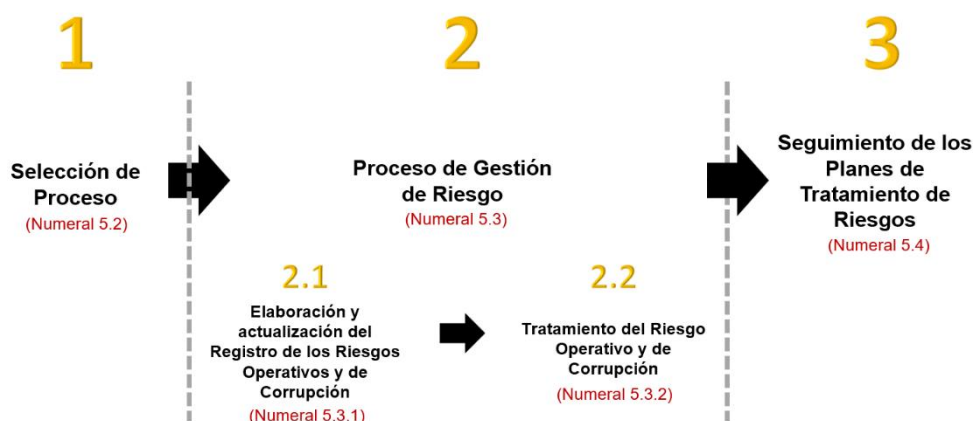 1
Selección de
Proceso
(Numeral 5.2)
2
Proceso de Gestión
de Riesgo
(Numeral 5.3)
2.1
Elaboración y
actualización del
Registro de los Riesgos
Operativos y de
Corrupción
(Numeral 5.3.1)
2.2
Tratamiento del Riesgo
Operativo y de
Corrupción
(Numeral 5.3.2)
3
Seguimiento de los
Planes de
Tratamiento de
Riesgos
(Numeral 5.4)